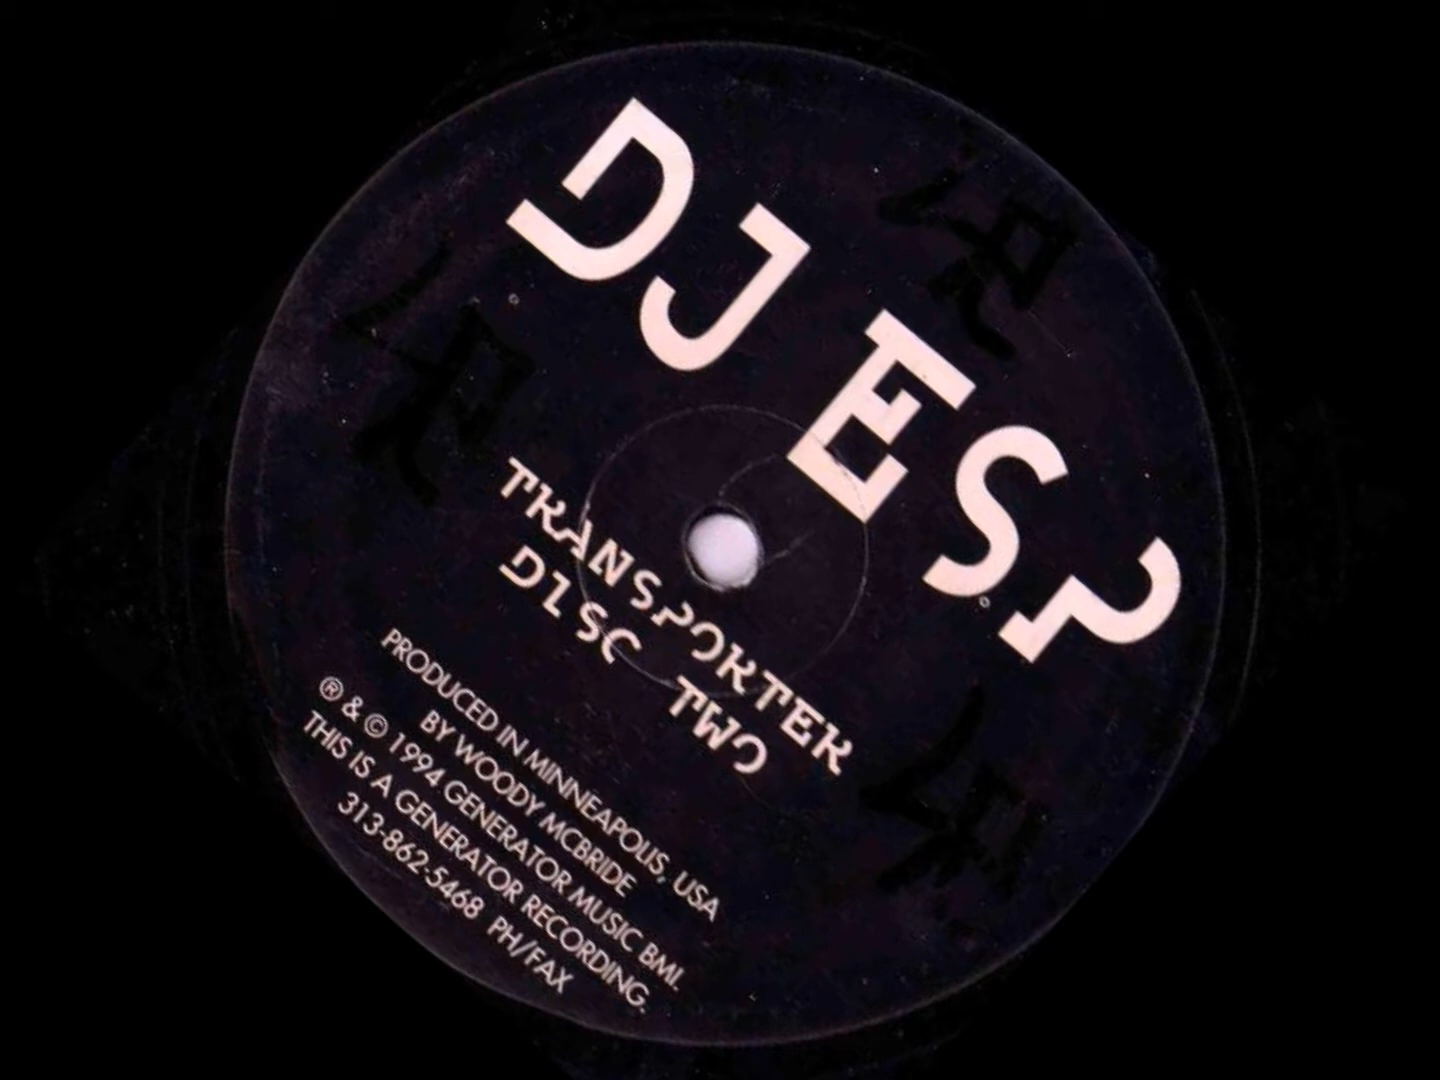 DJ ESP
TRANSPORTER
DISC TWO
PRODUCED IN MINNEAPOLIS, USA
BY WOODY MCBRIDE
® & © 1994 GENERATOR MUSIC BMI.
THIS IS A GENERATOR RECORDING.
313-862-5468 PH/FAX